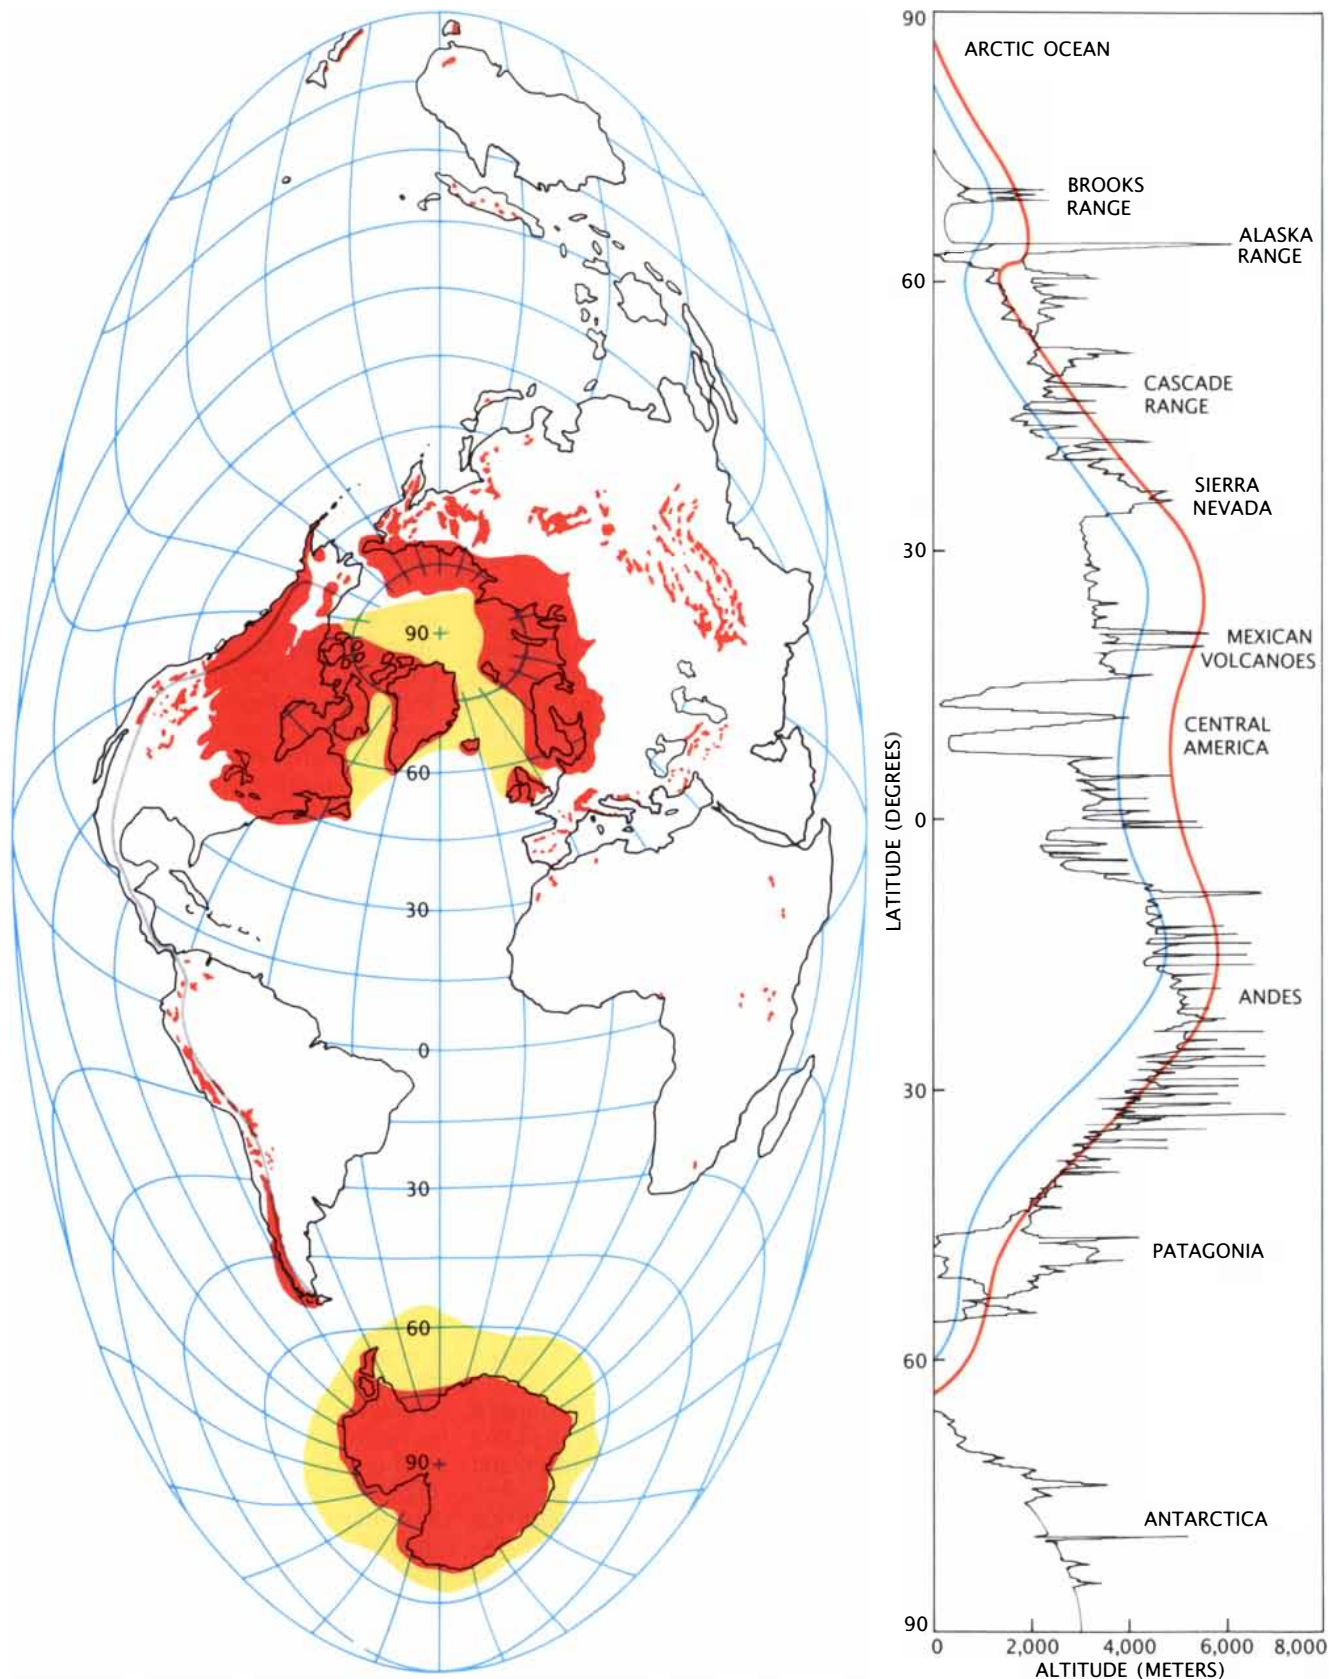 90
60
30
0
30
60
90
90
ARCTIC OCEAN
BROOKS
RANGE
ALASKA
RANGE
60
CASCADE
RANGE
SIERRA
NEVADA
30
MEXICAN
VOLCANOES
CENTRAL
AMERICA
0
LATITUDE (DEGREES)
ANDES
30
PATAGONIA
60
ANTARCTICA
90
0 2,000 4,000 6,000 8,000
ALTITUDE (METERS)